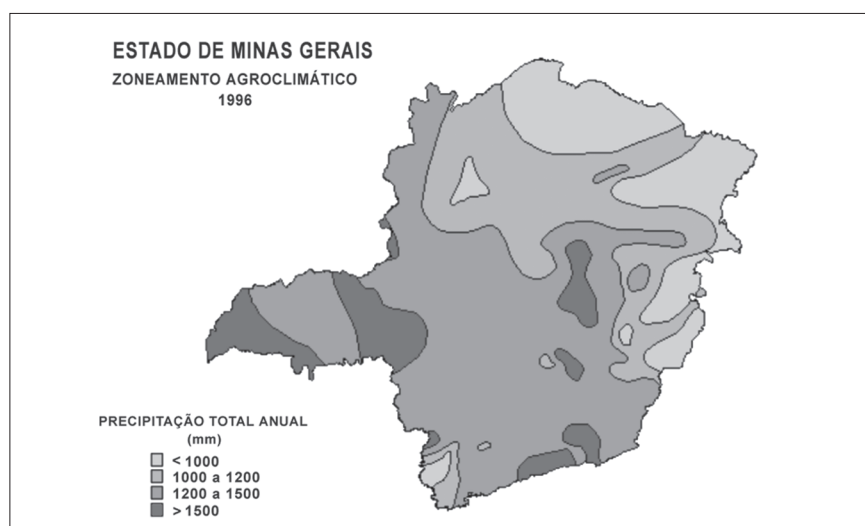 ESTADO DE MINAS GERAIS
ZONEAMENTO AGROCLIMÁTICO
1996
PRECIPITAÇÃO TOTAL ANUAL
(mm)
< 1000
1000 a 1200
1200 a 1500
> 1500